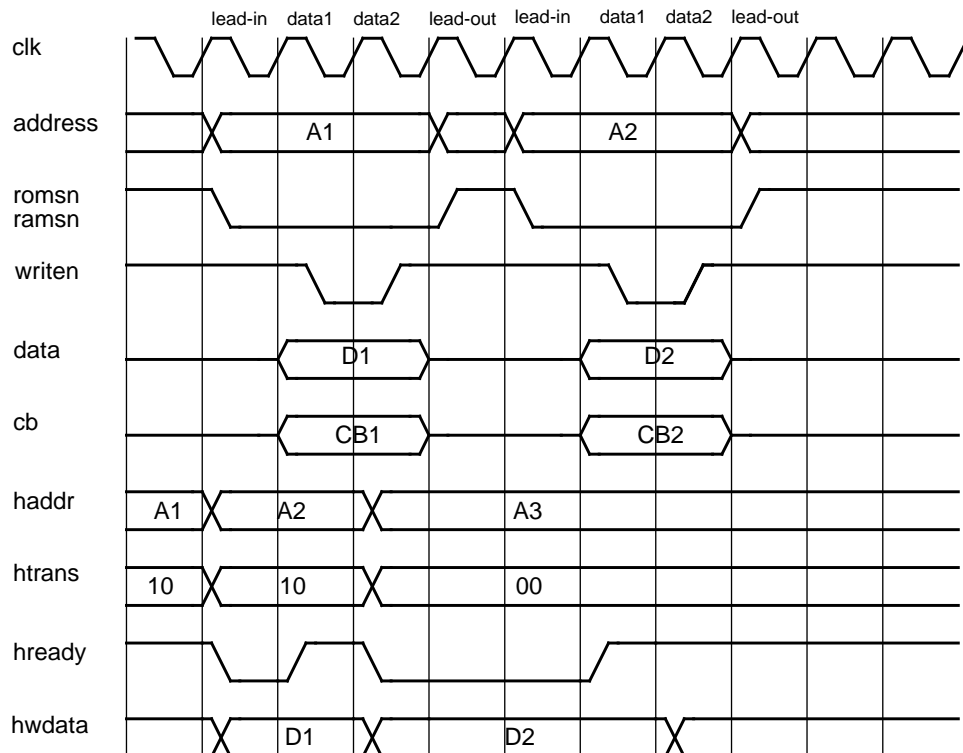 lead-in data1 data2 lead-out lead-in data1 data2 lead-out
clk
address A1 A2
romsn
ramsn
writen
data D1 D2
cb CB1 CB2
haddr A1 A2 A3
htrans 10 10 00
hready
hwdata D1 D2